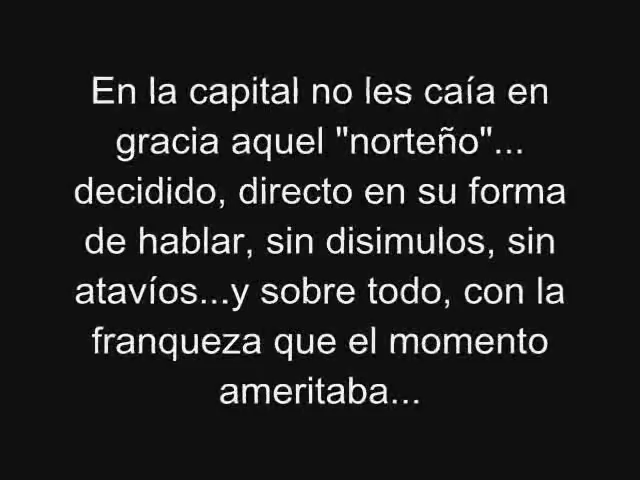 En la capital no les caía en
gracia aquel "norteño"...
decidido, directo en su forma
de hablar, sin disimulos, sin
atavíos...y sobre todo, con la
franqueza que el momento
ameritaba...